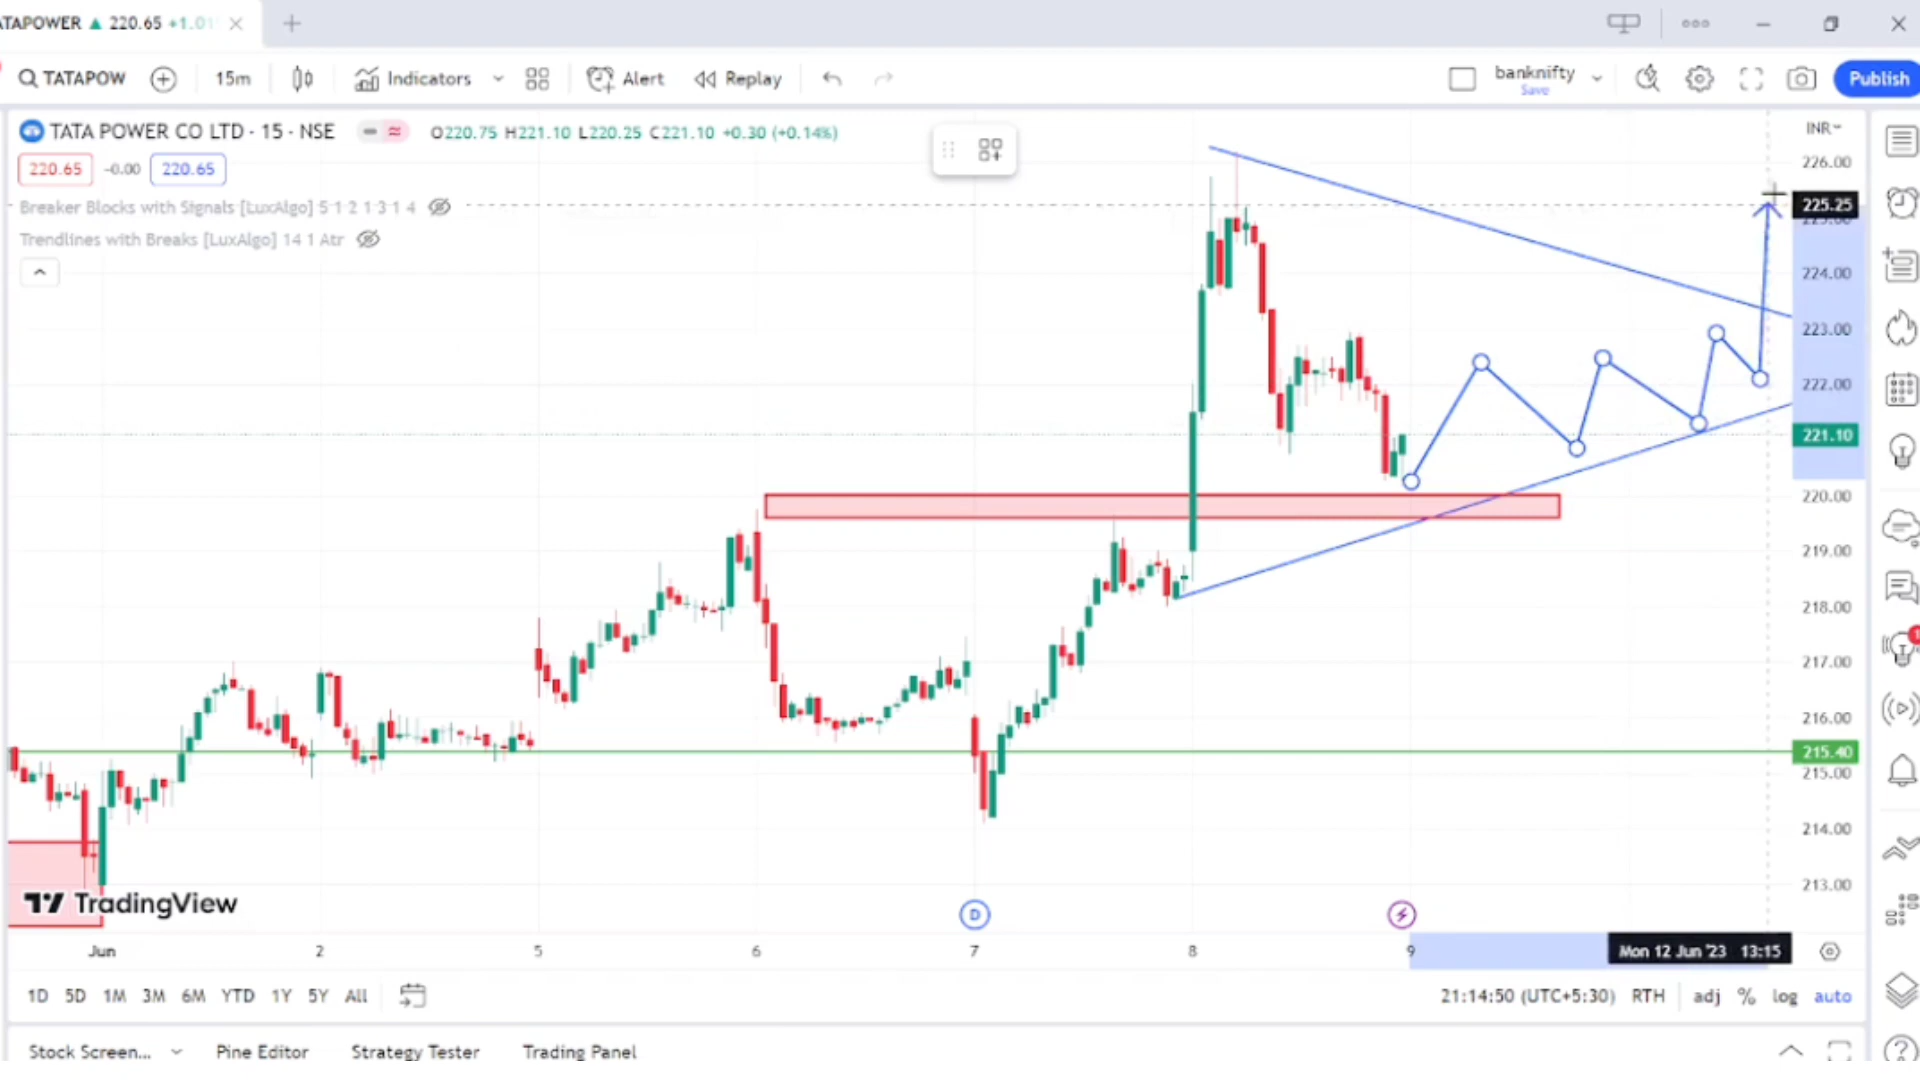 ATAPOWER ▲ 220.65 +1.01
TATAPOW 15m Indicators Alert Replay banknifty Publish
Save
TATA POWER CO LTD · 15 · NSE O220.75 H221.10 L220.25 C221.10 +0.30 (+0.14%)
INR
220.65 -0.00 220.65
Breaker Blocks with Signals [LuxAlgo] 5 1 2 1 3 1 4
Trendlines with Breaks [LuxAlgo] 14 1 Atr
226.00
225.25
224.00
223.00
222.00
221.10
220.00
219.00
218.00
217.00
216.00
215.40
215.00
214.00
213.00
TradingView
D
Jun 2 5 6 7 8 9 Mon 12 Jun '23 13:15
1D 5D 1M 3M 6M YTD 1Y 5Y All 21:14:50 (UTC+5:30) RTH adj % log auto
Stock Screen... Pine Editor Strategy Tester Trading Panel